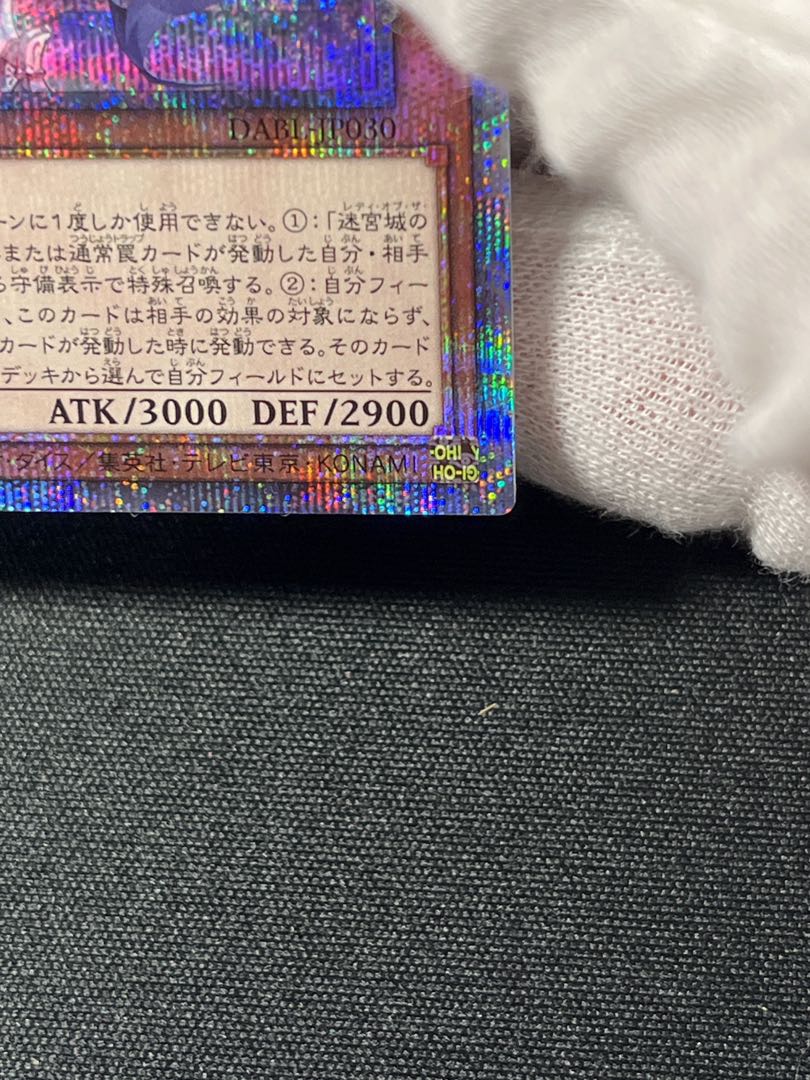 DABL-JP030
ーンに1度しか使用できない。①:「迷宮城の
または通常罠カードが発動した自分・相手
守備表示で特殊召喚する。②:自分フィー
、このカードは相手の効果の対象にならず、
カードが発動した時に発動できる。そのカード
デッキから選んで自分フィールドにセットする。
ATK/3000 DEF/2900
・ダイス/集英社・テレビ東京・KONAMI